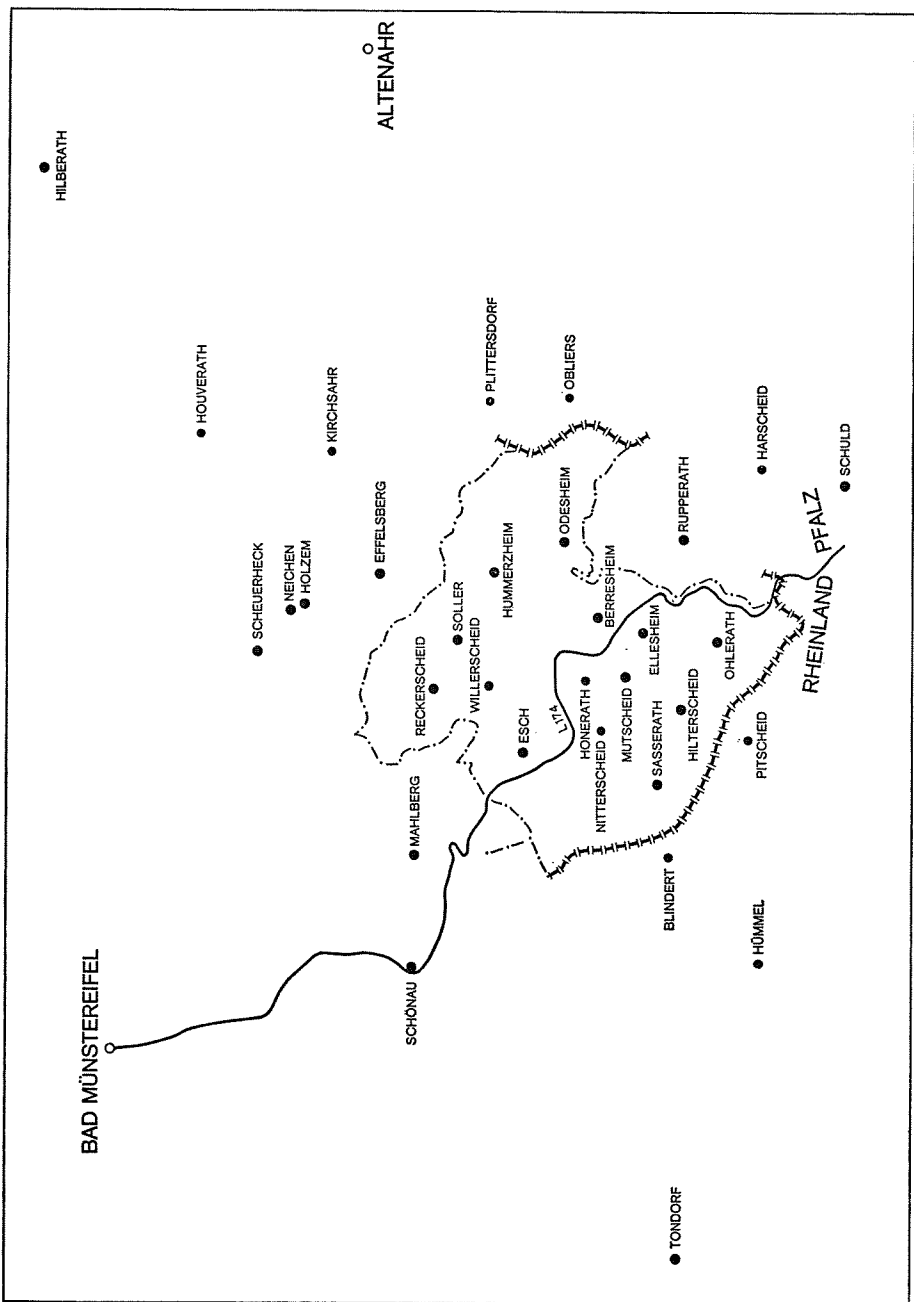 HILBERATH
ALTENAHR
BAD MÜNSTEREIFEL
HOUVERATH
SCHEUERHECK
NEICHEN
HOLZEM
KIRCHSAHR
EFFELSBERG
PLITTERSDORF
MAHLBERG
RECKERSCHEID
SOLLER
SCHÖNAU
WILLERSCHEID
HUMMERZHEIM
ESCH
OBLIERS
ODESHEIM
L174
HONERATH
BERRESHEIM
NITTERSCHEID
MUTSCHEID
ELLESHEIM
RUPPERATH
SASSERATH
HILTERSCHEID
OHLERATH
BLINDERT
TONDORF
HÜMMEL
PITSCHEID
HARSCHEID
SCHULD
RHEINLAND PFALZ